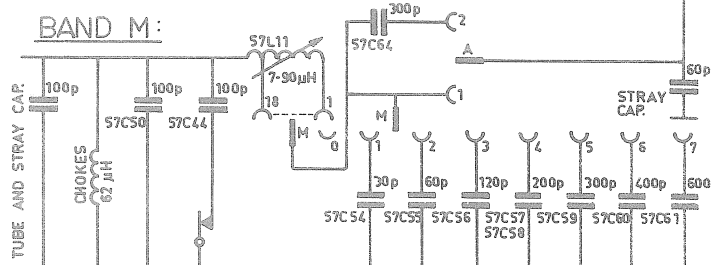 BAND M:
300p
2
57C64
57L11
A
7-90µH
100p
100p
100p
60p
57C50
57C44
18
1
M
0
M
1
STRAY
CAP.
TUBE AND STRAY CAP.
CHOKES
62 µH
1
2
3
4
5
6
7
30p
60p
120p
200p
300p
400p
600
57C54
57C55
57C56
57C57
57C58
57C59
57C60
57C61